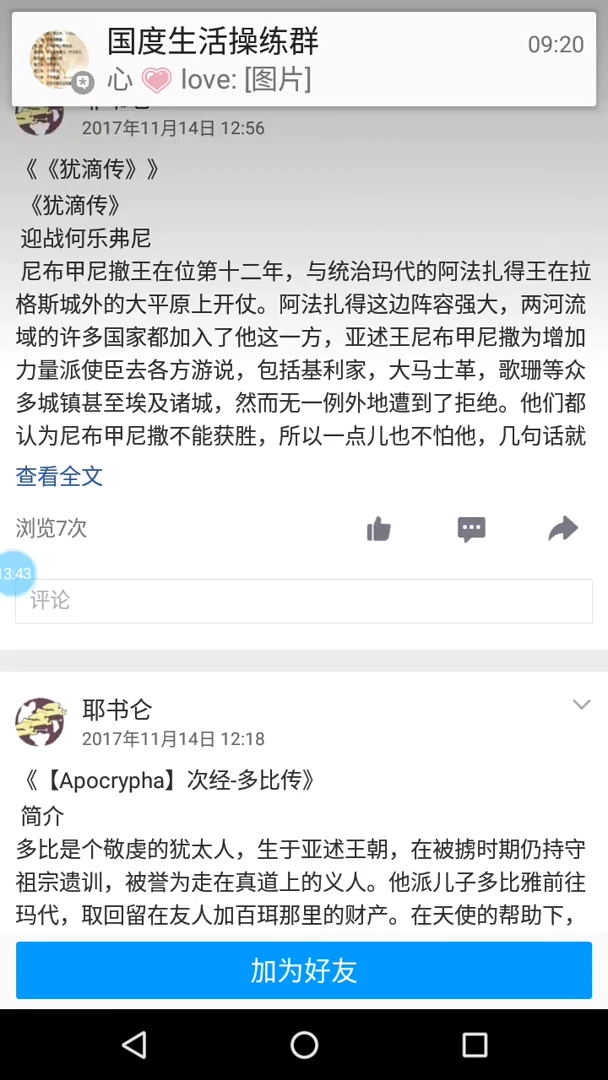 国度生活操练群
09:20
心 love: [图片]
2017年11月14日 12:56
《《犹滴传》》
《犹滴传》
迎战何乐弗尼
尼布甲尼撒王在位第十二年，与统治玛代的阿法扎得王在拉
格斯城外的大平原上开仗。阿法扎得这边阵容强大，两河流
域的许多国家都加入了他这一方，亚述王尼布甲尼撒为增加
力量派使臣去各方游说，包括基利家，大马士革，歌珊等众
多城镇甚至埃及诸城，然而无一例外地遭到了拒绝。他们都
认为尼布甲尼撒不能获胜，所以一点儿也不怕他，几句话就
查看全文
浏览7次
13:43
评论
耶书仑
2017年11月14日 12:18
《【Apocrypha】次经-多比传》
简介
多比是个敬虔的犹太人，生于亚述王朝，在被掳时期仍持守
祖宗遗训，被誉为走在真道上的义人。他派儿子多比雅前往
玛代，取回留在友人加百珥那里的财产。在天使的帮助下，
加为好友